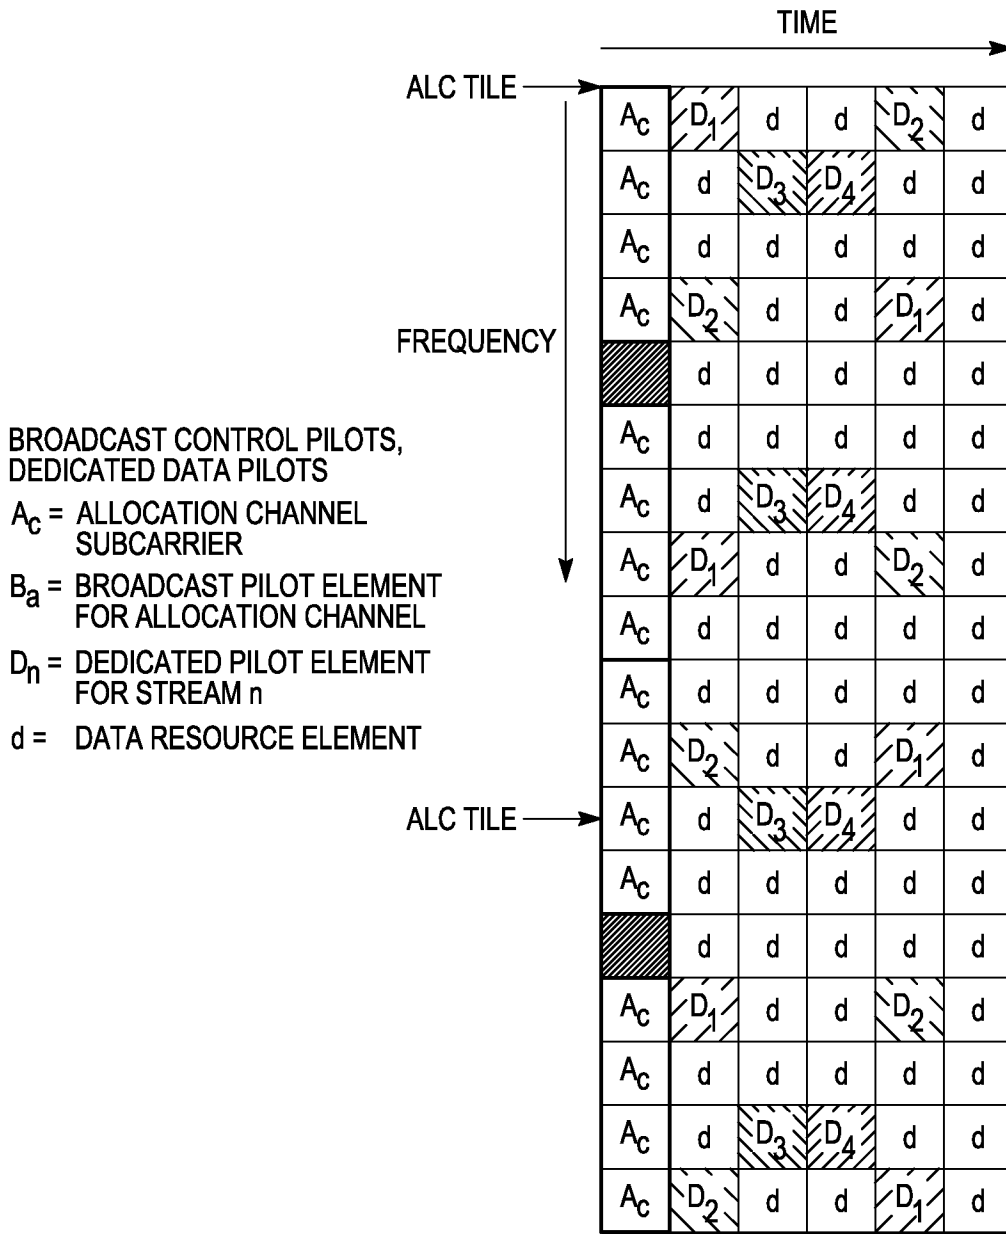 TIME
ALC TILE
FREQUENCY
BROADCAST CONTROL PILOTS,
DEDICATED DATA PILOTS
Ac = ALLOCATION CHANNEL
SUBCARRIER
Ba = BROADCAST PILOT ELEMENT
FOR ALLOCATION CHANNEL
Dn = DEDICATED PILOT ELEMENT
FOR STREAM n
d = DATA RESOURCE ELEMENT
ALC TILE
Ac D1 d d D2 d
Ac d D3 D4 d d
Ac d d d d d
Ac D2 d d D1 d
d d d d d
Ac d d d d d
Ac d D3 D4 d d
Ac D1 d d D2 d
Ac d d d d d
Ac d d d d d
Ac D2 d d D1 d
Ac d D3 D4 d d
Ac d d d d d
d d d d d
Ac D1 d d D2 d
Ac d d d d d
Ac d D3 D4 d d
Ac D2 d d D1 d